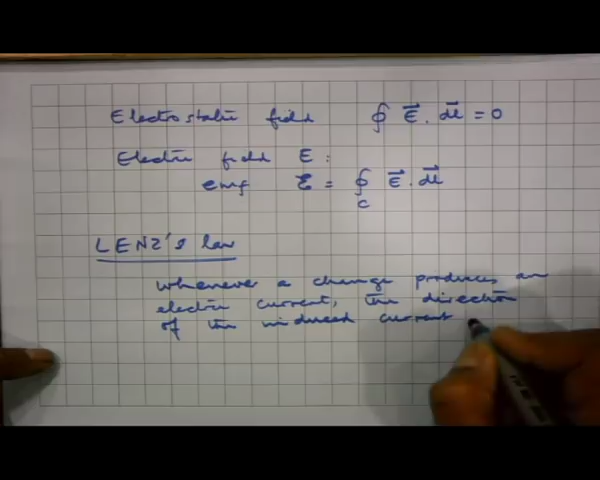 Electrostatic field ∮ E⃗ . dl⃗ = 0
Electric field E :
emf ℰ = ∮ E⃗ . dl⃗
C
LENZ's law
whenever a change produces an
electric current, the direction
of the induced current